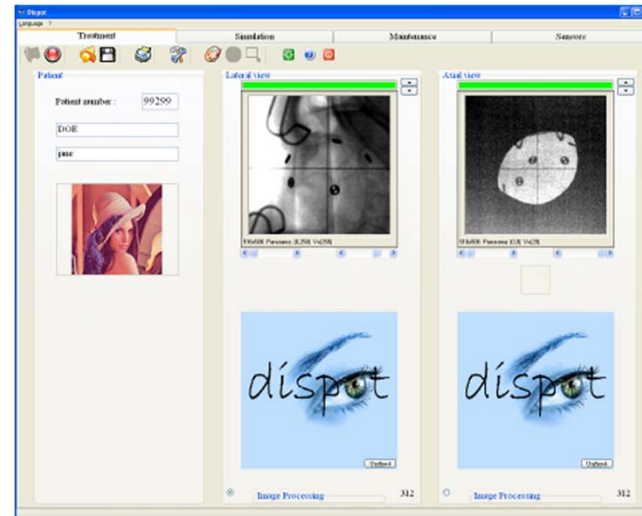 Dispot
Language ?
Treatment Simulation Maintenance Sensors
Patient
Patient number : 99299
DOE
jane
Lateral view
Axial view
dispot
dispot
Image Processing 312
Image Processing 312